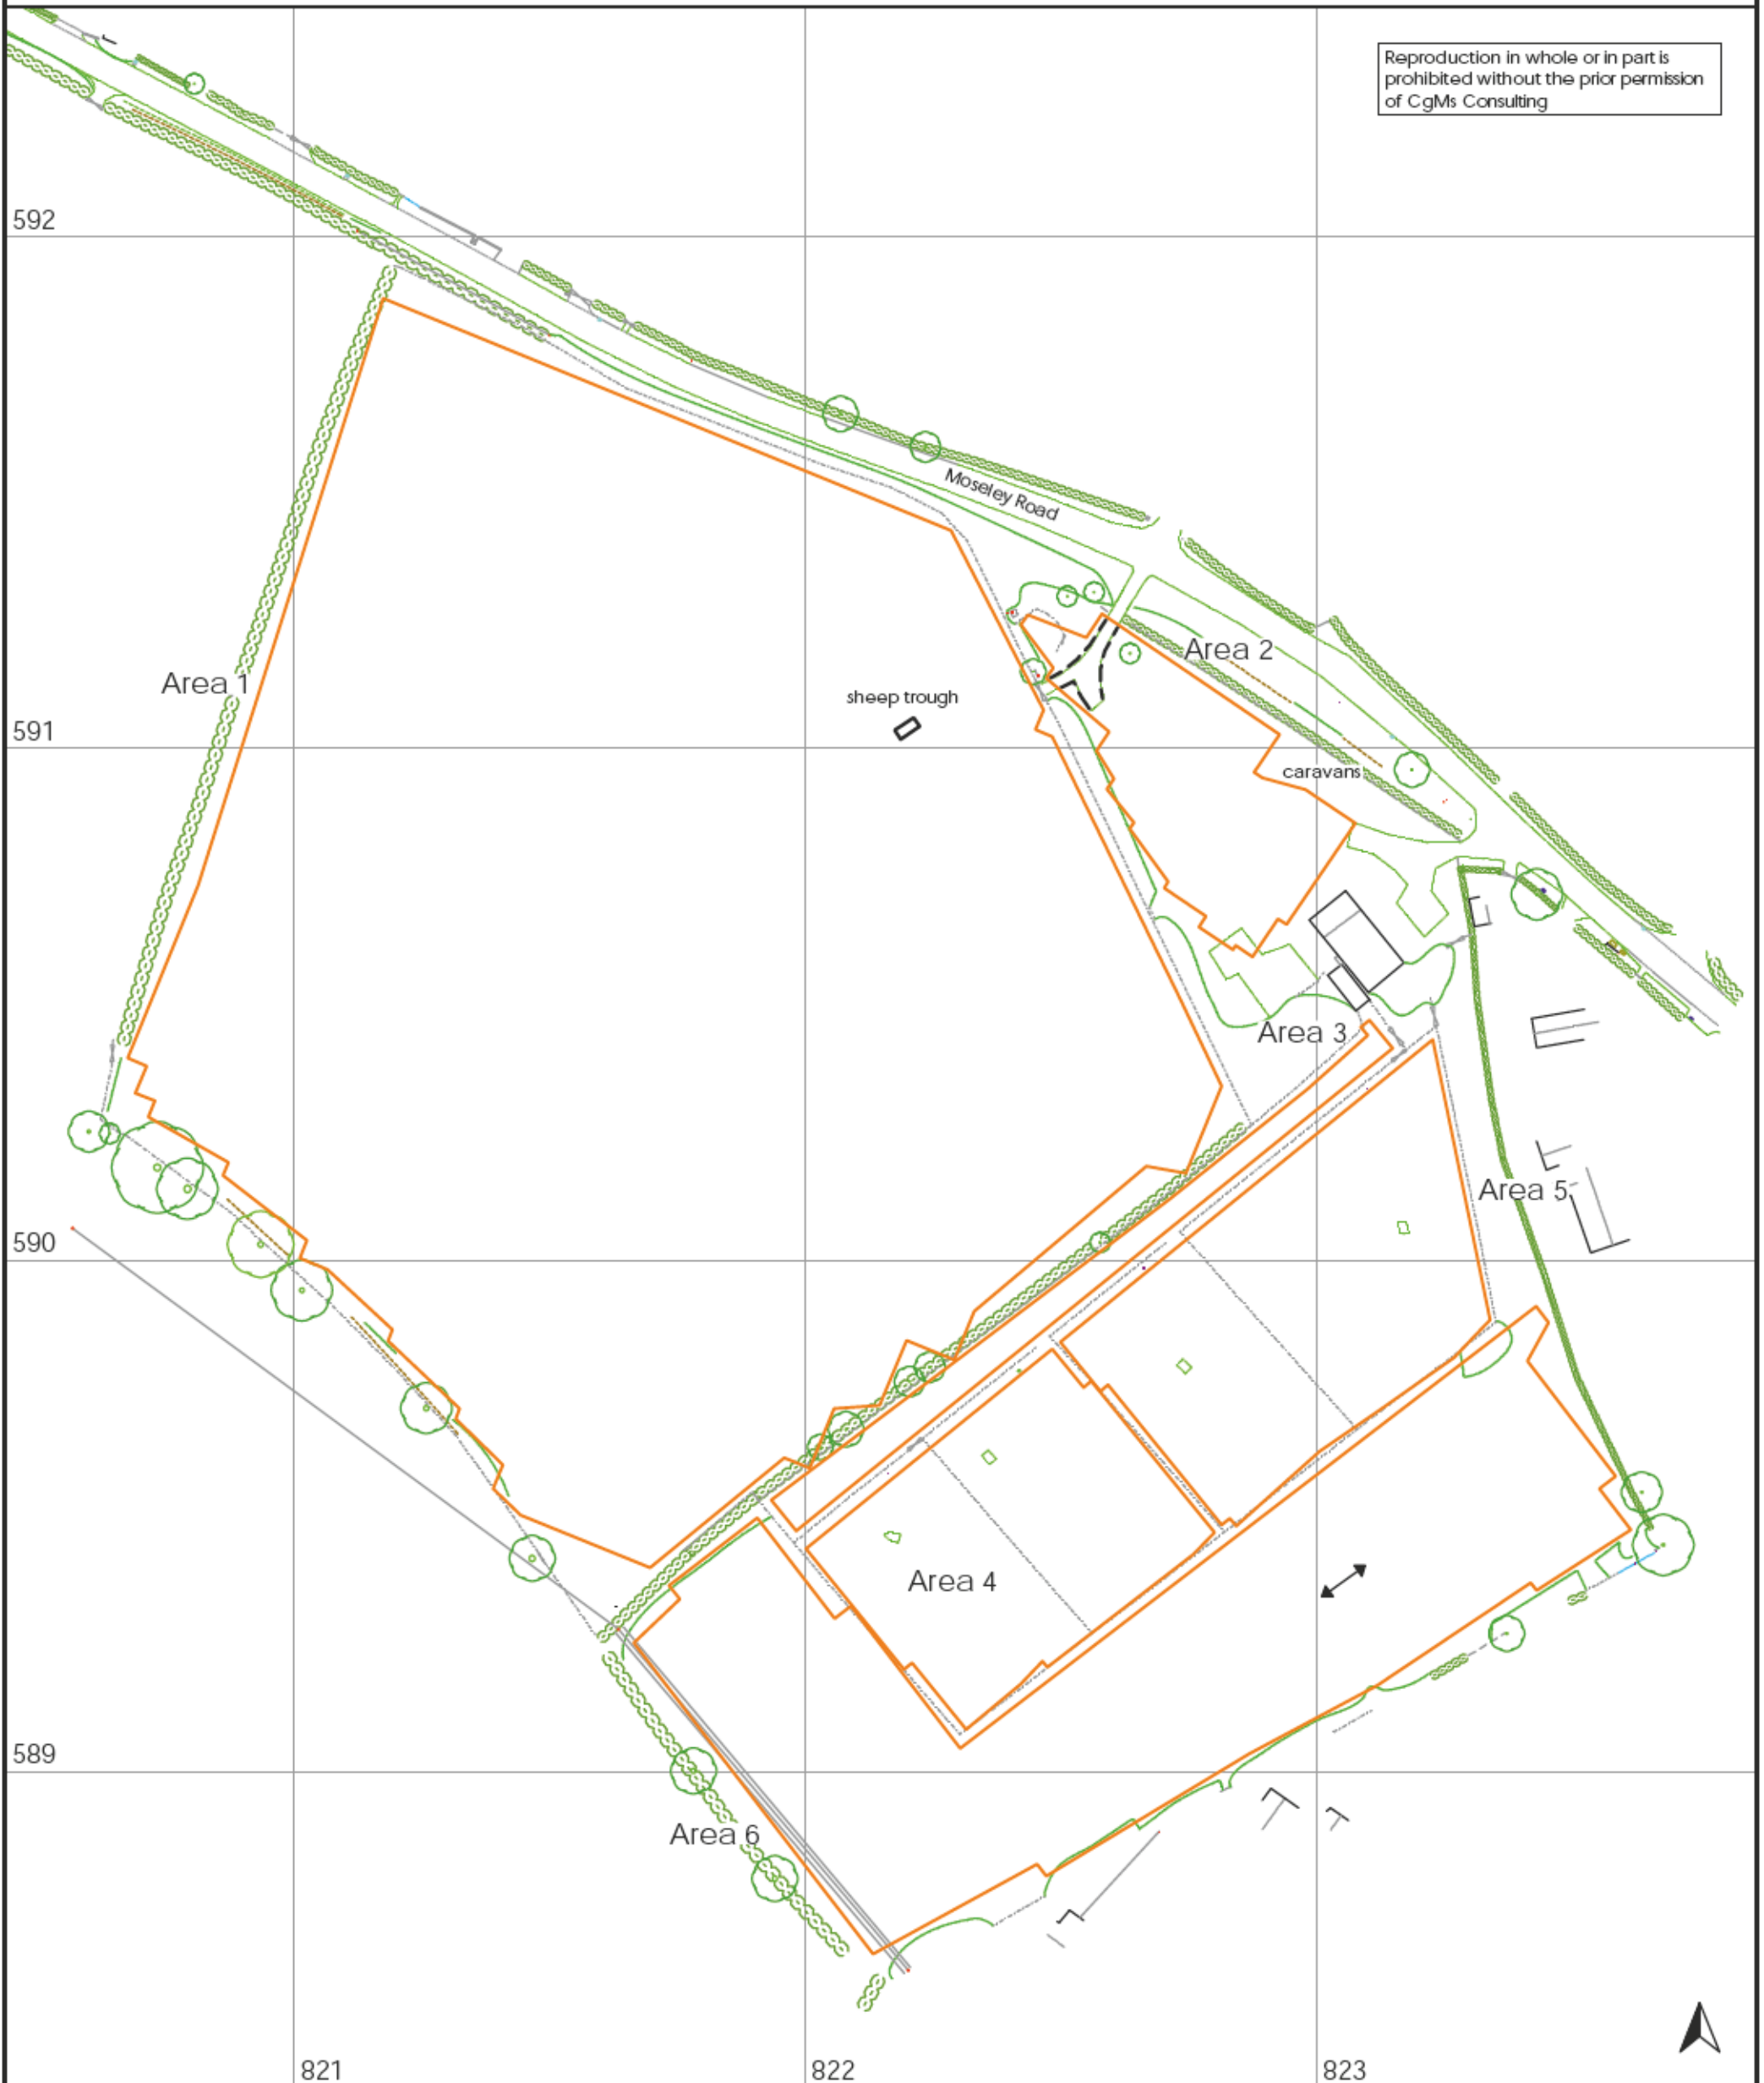 Reproduction in whole or in part is
prohibited without the prior permission
of CgMs Consulting
592
Moseley Road
Area 2
Area 1
sheep trough
591
caravans
Area 3
Area 5
590
Area 4
589
Area 6
821
822
823